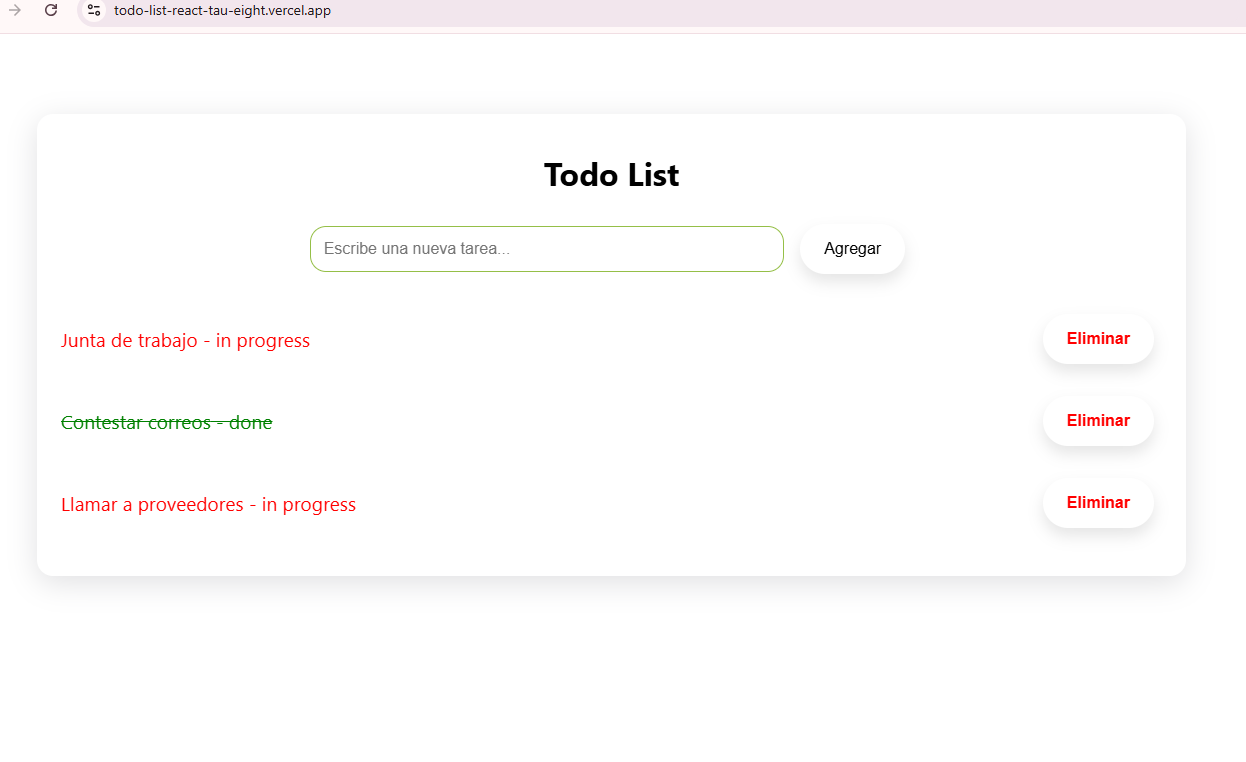 todo-list-react-tau-eight.vercel.app
Todo List
Escribe una nueva tarea... Agregar
Junta de trabajo - in progress Eliminar
Contestar correos - done Eliminar
Llamar a proveedores - in progress Eliminar